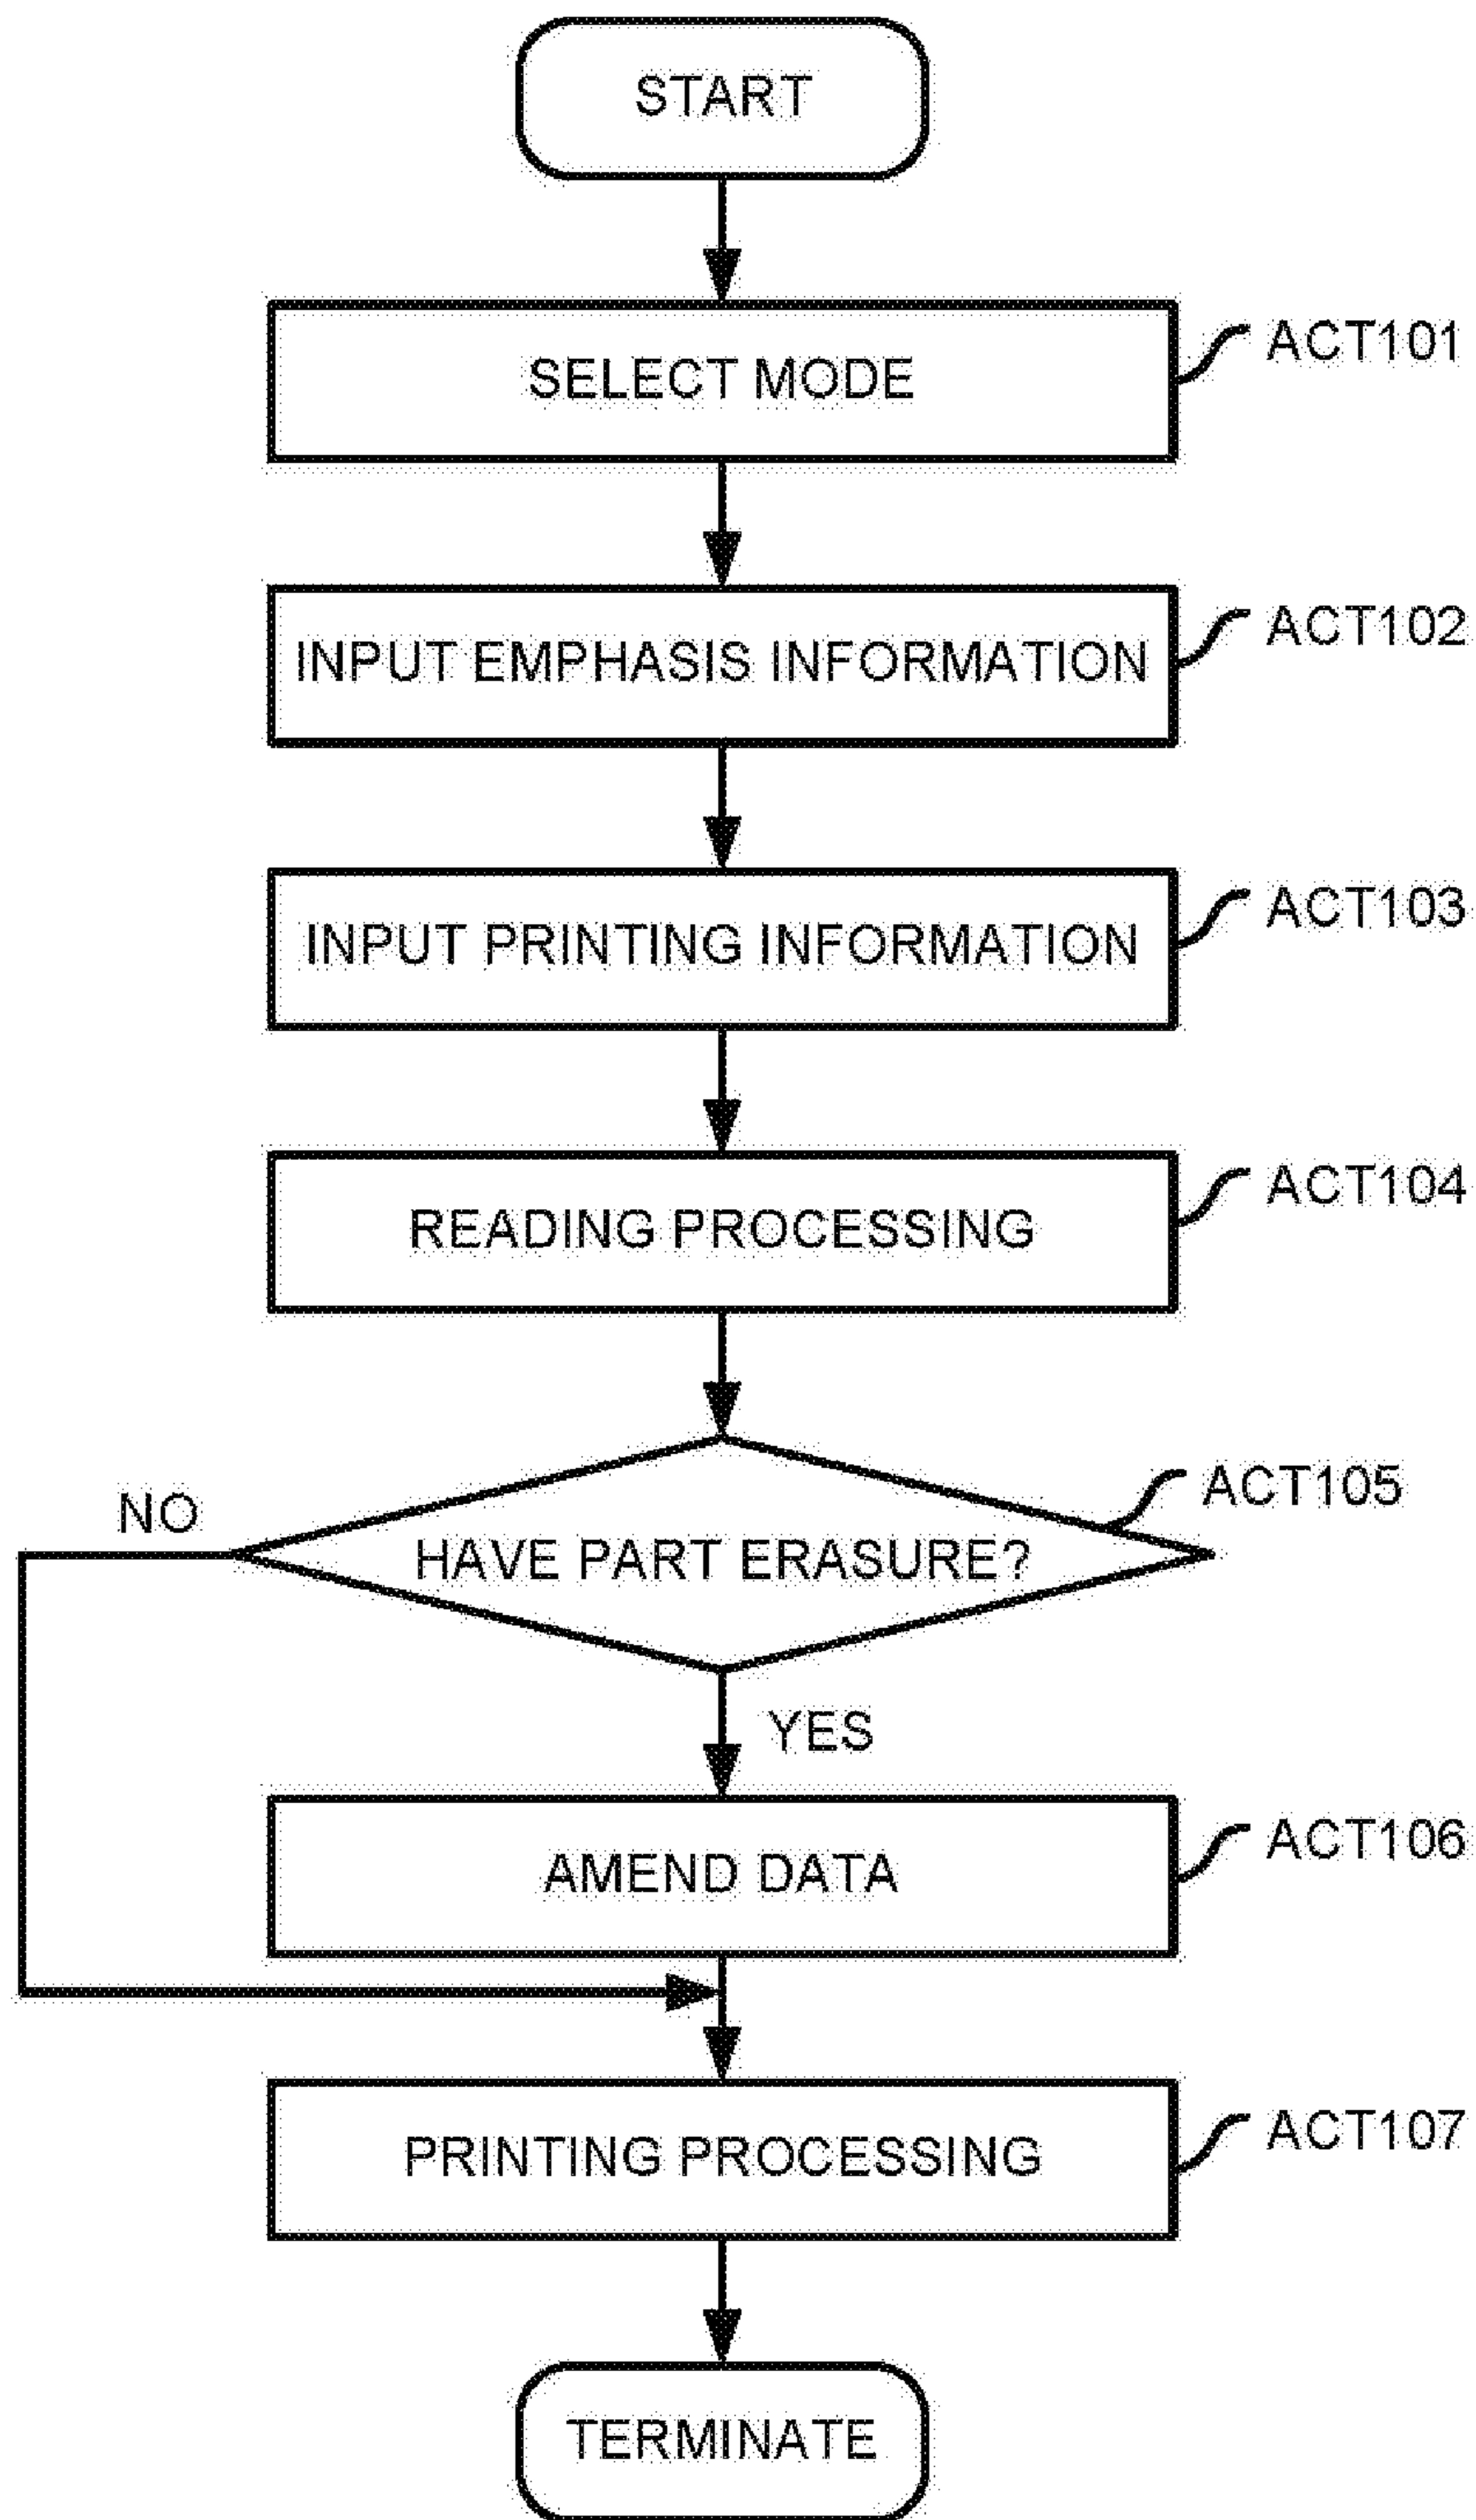 START
SELECT MODE
ACT101
INPUT EMPHASIS INFORMATION
ACT102
INPUT PRINTING INFORMATION
ACT103
READING PROCESSING
ACT104
NO
HAVE PART ERASURE?
ACT105
YES
AMEND DATA
ACT106
PRINTING PROCESSING
ACT107
TERMINATE